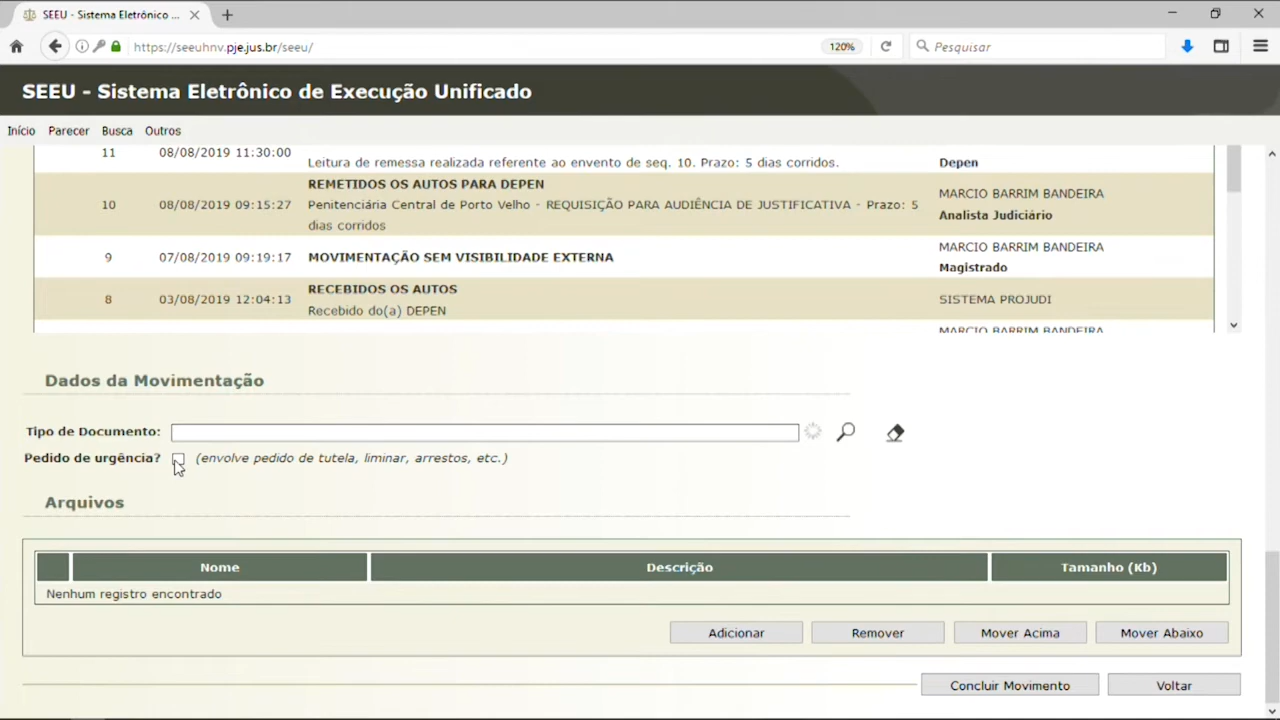 SEEU - Sistema Eletrônico ...
https://seeuhnv.pje.jus.br/seeu/
120%
Pesquisar
SEEU - Sistema Eletrônico de Execução Unificado
Início Parecer Busca Outros
11 08/08/2019 11:30:00 Leitura de remessa realizada referente ao envento de seq. 10. Prazo: 5 dias corridos. Depen
10 08/08/2019 09:15:27 REMETIDOS OS AUTOS PARA DEPEN
Penitenciária Central de Porto Velho - REQUISIÇÃO PARA AUDIÊNCIA DE JUSTIFICATIVA - Prazo: 5
dias corridos
MARCIO BARRIM BANDEIRA
Analista Judiciário
9 07/08/2019 09:19:17 MOVIMENTAÇÃO SEM VISIBILIDADE EXTERNA
MARCIO BARRIM BANDEIRA
Magistrado
8 03/08/2019 12:04:13 RECEBIDOS OS AUTOS
Recebido do(a) DEPEN
SISTEMA PROJUDI
MARCIO BARRIM BANDEIRA
Dados da Movimentação
Tipo de Documento:
Pedido de urgência? (envolve pedido de tutela, liminar, arrestos, etc.)
Arquivos
Nome Descrição Tamanho (Kb)
Nenhum registro encontrado
Adicionar Remover Mover Acima Mover Abaixo
Concluir Movimento Voltar